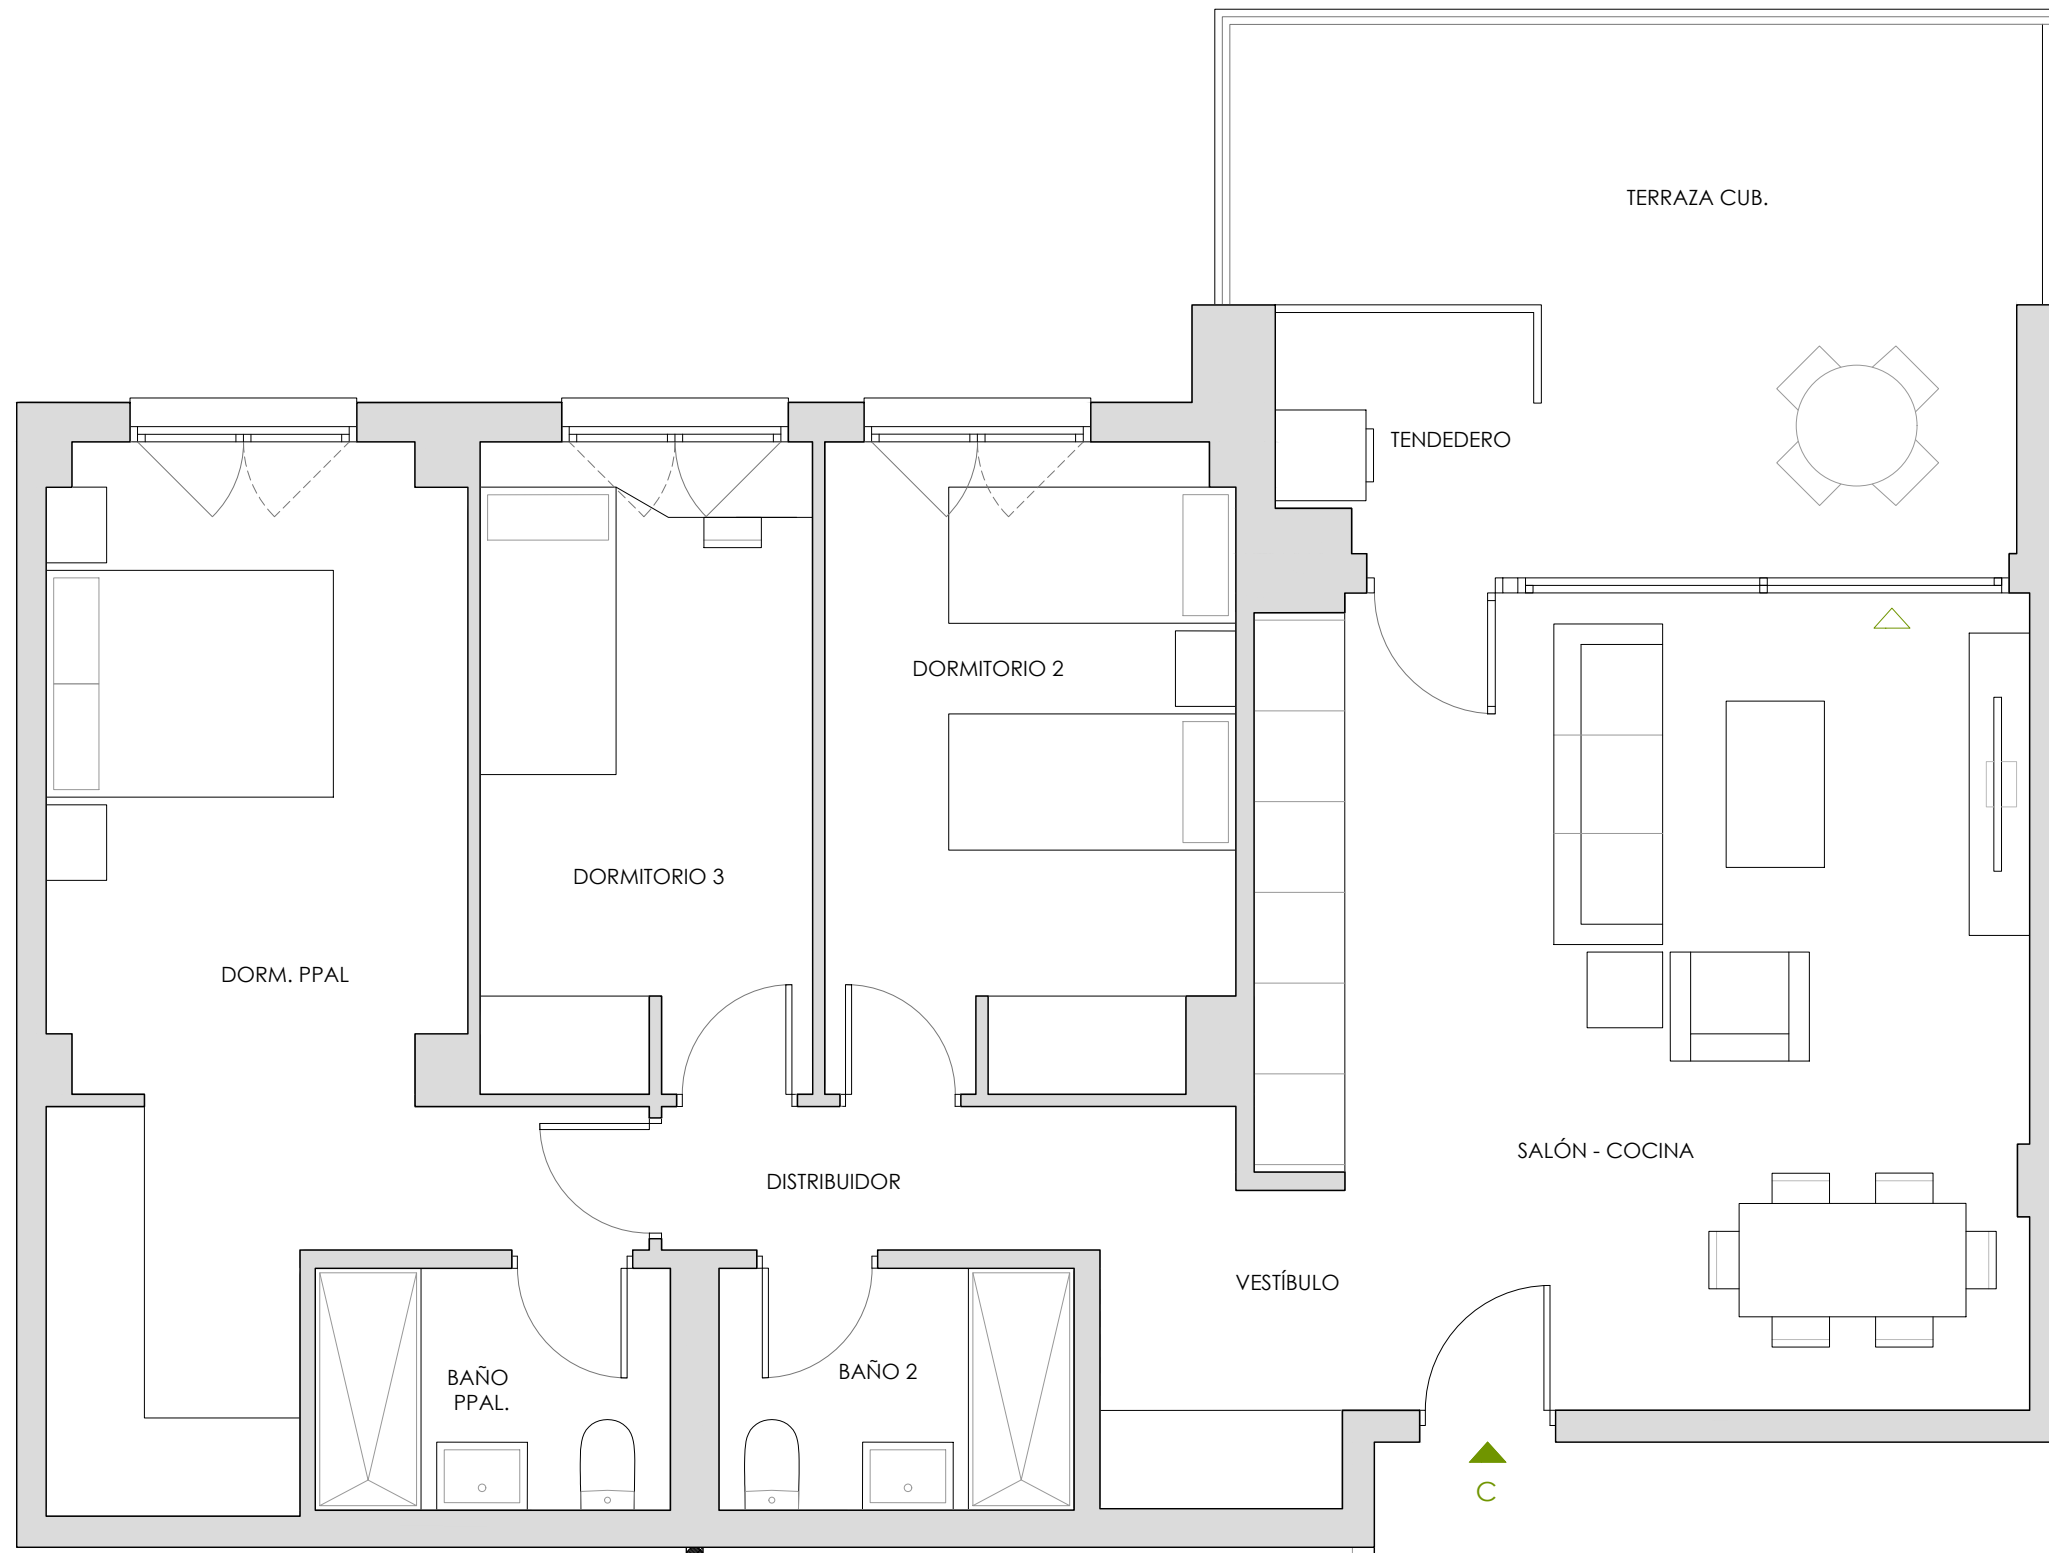 TERRAZA CUB.
TENDEDERO
DORMITORIO 2
DORMITORIO 3
DORM. PPAL
SALÓN - COCINA
DISTRIBUIDOR
VESTÍBULO
BAÑO
PPAL.
BAÑO 2
C